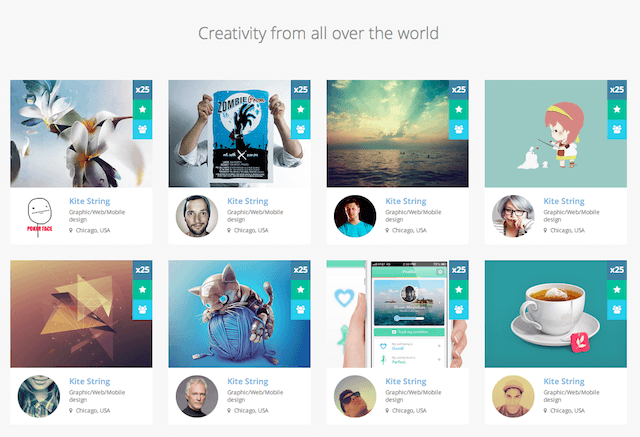 Creativity from all over the world
x25
x25
x25
x25
ZOMBIE
POKER FACE
Kite String
Graphic/Web/Mobile
design
Chicago, USA
Kite String
Graphic/Web/Mobile
design
Chicago, USA
Kite String
Graphic/Web/Mobile
design
Chicago, USA
Kite String
Graphic/Web/Mobile
design
Chicago, USA
x25
x25
x25
x25
Profile
Kite String
Graphic/Web/Mobile
design
Chicago, USA
Kite String
Graphic/Web/Mobile
design
Chicago, USA
Kite String
Graphic/Web/Mobile
design
Chicago, USA
Kite String
Graphic/Web/Mobile
design
Chicago, USA